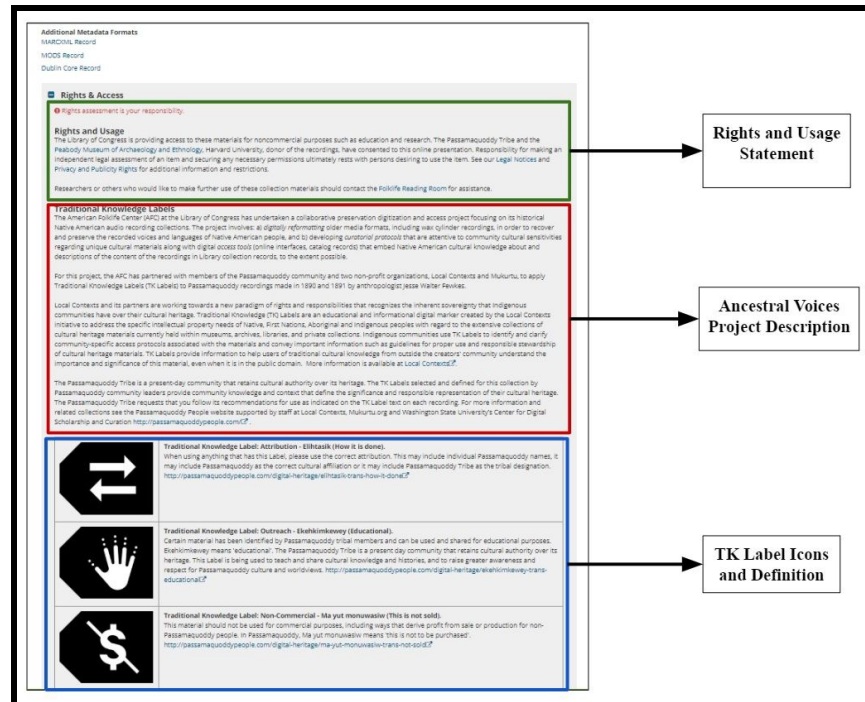 Additional Metadata Formats
MARCXML Record
MODS Record
Dublin Core Record
Rights & Access
Rights assessment is your responsibility.
Rights and Usage
The Library of Congress is providing access to these materials for noncommercial purposes such as education and research. The Passamaquoddy Tribe and the
Peabody Museum of Archaeology and Ethnology, Harvard University, donor of the recordings, have consented to this online presentation. Responsibility for making an
independent legal assessment of an item and securing any necessary permissions ultimately rests with persons desiring to use the item. See our Legal Notices and
Privacy and Publicity Rights for additional information and restrictions.
Researchers or others who would like to make further use of these collection materials should contact the Folklife Reading Room for assistance.
Rights and Usage
Statement
Traditional Knowledge Labels
The American Folklife Center (AFC) at the Library of Congress has undertaken a collaborative preservation digitization and access project focusing on its historical
Native American audio recording collections. The project involves: a) digitally reformatting older media formats, including wax cylinder recordings, in order to recover
and preserve the recorded voices and languages of Native American people, and b) developing curatorial protocols that are attentive to community cultural sensitivities
regarding unique cultural materials along with digital access tools (online interfaces, catalog records) that embed Native American cultural knowledge about and
descriptions of the content of the recordings in Library collection records, to the extent possible.
For this project, the AFC has partnered with members of the Passamaquoddy community and two non-profit organizations, Local Contexts and Mukurtu, to apply
Traditional Knowledge Labels (TK Labels) to Passamaquoddy recordings made in 1890 and 1891 by anthropologist Jesse Walter Fewkes.
Local Contexts and its partners are working towards a new paradigm of rights and responsibilities that recognizes the inherent sovereignty that Indigenous
communities have over their cultural heritage. Traditional Knowledge (TK) Labels are an educational and informational digital marker created by the Local Contexts
initiative to address the specific intellectual property needs of Native, First Nations, Aboriginal and Indigenous peoples with regard to the extensive collections of
cultural heritage materials currently held within museums, archives, libraries, and private collections. Indigenous communities use TK Labels to identify and clarify
community-specific access protocols associated with the materials and convey important information such as guidelines for proper use and responsible stewardship
of cultural heritage materials. TK Labels provide information to help users of traditional cultural knowledge from outside the creators' community understand the
importance and significance of this material, even when it is in the public domain. More information is available at Local Contexts.
The Passamaquoddy Tribe is a present-day community that retains cultural authority over its heritage. The TK Labels selected and defined for this collection by
Passamaquoddy community leaders provide community knowledge and context that define the significance and responsible representation of their cultural heritage.
The Passamaquoddy Tribe requests that you follow its recommendations for use as indicated on the TK Label text on each recording. For more information and
related collections see the Passamaquoddy People website supported by staff at Local Contexts, Mukurtu.org and Washington State University's Center for Digital
Scholarship and Curation http://passamaquoddypeople.com/.
Ancestral Voices
Project Description
Traditional Knowledge Label: Attribution - Elihtasik (How it is done).
When using anything that has this Label, please use the correct attribution. This may include individual Passamaquoddy names, it
may include Passamaquoddy as the correct cultural affiliation or it may include Passamaquoddy Tribe as the tribal designation.
http://passamaquoddypeople.com/digital-heritage/elihtasik-trans-how-it-done
Traditional Knowledge Label: Outreach - Ekehkimkewey (Educational).
Certain material has been identified by Passamaquoddy tribal members and can be used and shared for educational purposes.
Ekehkimkewey means 'educational'. The Passamaquoddy Tribe is a present day community that retains cultural authority over its
heritage. This Label is being used to teach and share cultural knowledge and histories, and to raise greater awareness and
respect for Passamaquoddy culture and worldviews. http://passamaquoddypeople.com/digital-heritage/ekehkimkewey-trans-
educational
Traditional Knowledge Label: Non-Commercial - Ma yut monuwasiw (This is not sold).
This material should not be used for commercial purposes, including ways that derive profit from sale or production for non-
Passamaquoddy people. In Passamaquoddy, Ma yut monuwasiw means 'this is not to be purchased'.
http://passamaquoddypeople.com/digital-heritage/ma-yut-monuwasiw-trans-not-sold
$
TK Label Icons
and Definition